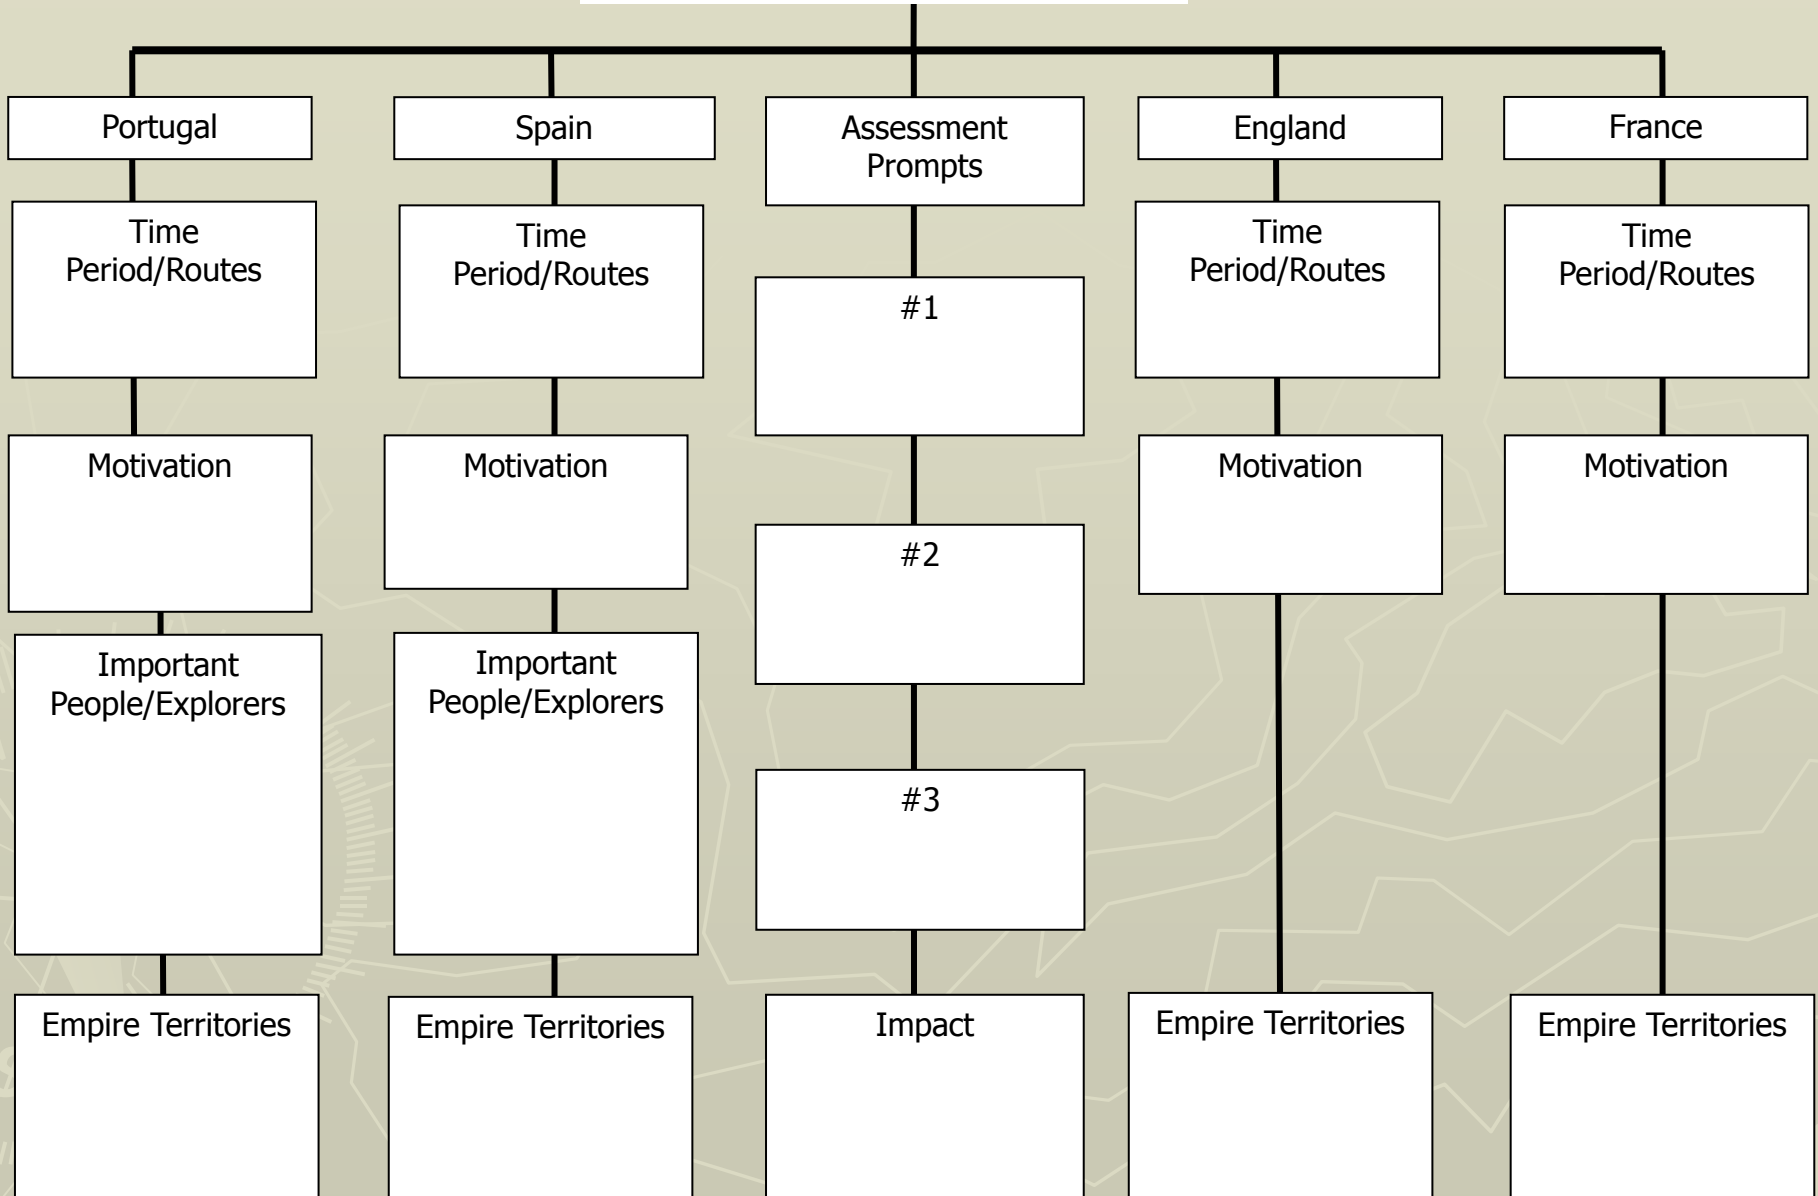 Portugal
Spain
Assessment
Prompts
England
France
Time
Period/Routes
Time
Period/Routes
#1
Time
Period/Routes
Time
Period/Routes
Motivation
Motivation
#2
Motivation
Motivation
Important
People/Explorers
Important
People/Explorers
#3
Empire Territories
Empire Territories
Impact
Empire Territories
Empire Territories